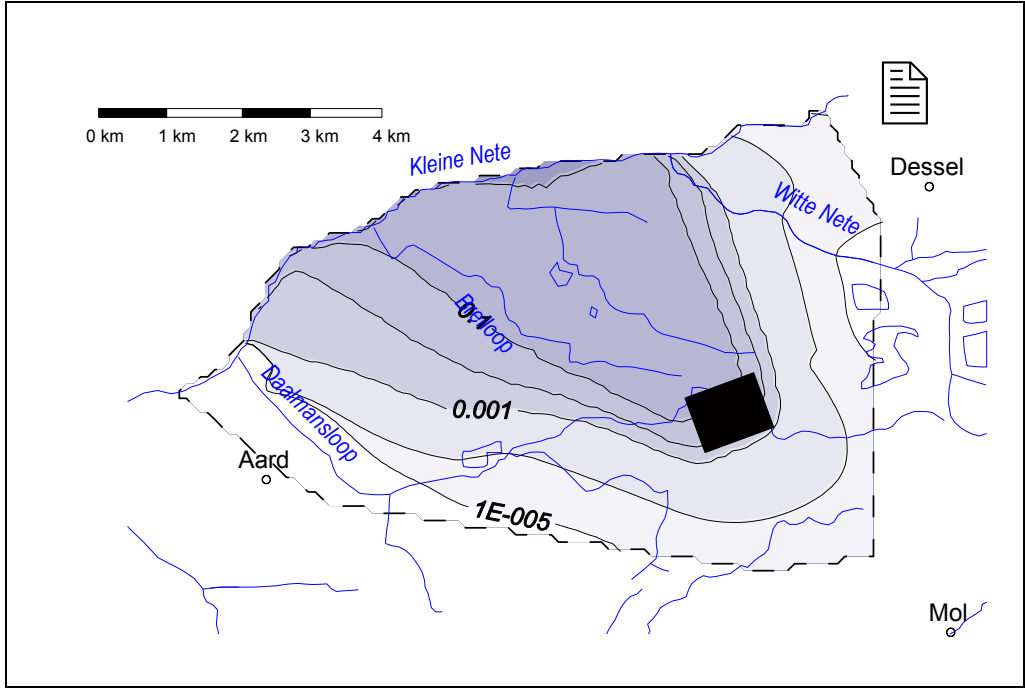 0 km 1 km 2 km 3 km 4 km
Kleine Nete
Dessel
Witte Nete
0.1
Breiloop
Daalmansloop
0.001
Aard
1E-005
Mol